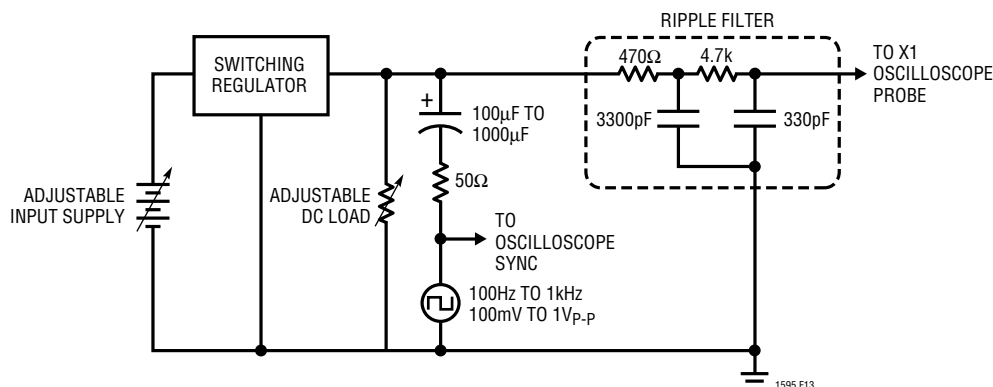 RIPPLE FILTER
SWITCHING
REGULATOR
470Ω
4.7k
TO X1
OSCILLOSCOPE
PROBE
+
100μF TO
1000μF
3300pF
330pF
ADJUSTABLE
INPUT SUPPLY
ADJUSTABLE
DC LOAD
50Ω
TO
OSCILLOSCOPE
SYNC
100Hz TO 1kHz
100mV TO 1VP-P
1595 F13